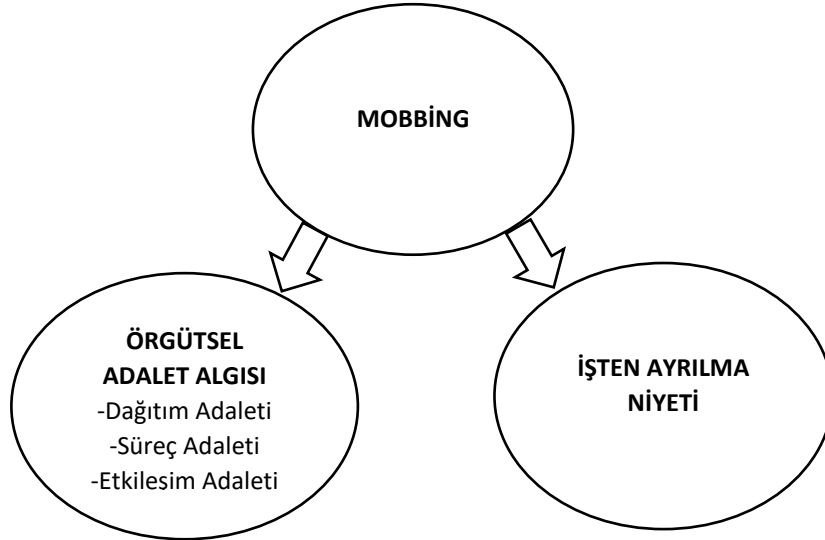 MOBBİNG
ÖRGÜTSEL
ADALET ALGISI
-Dağıtım Adaleti
-Süreç Adaleti
-Etkilesim Adaleti
İŞTEN AYRILMA
NİYETİ